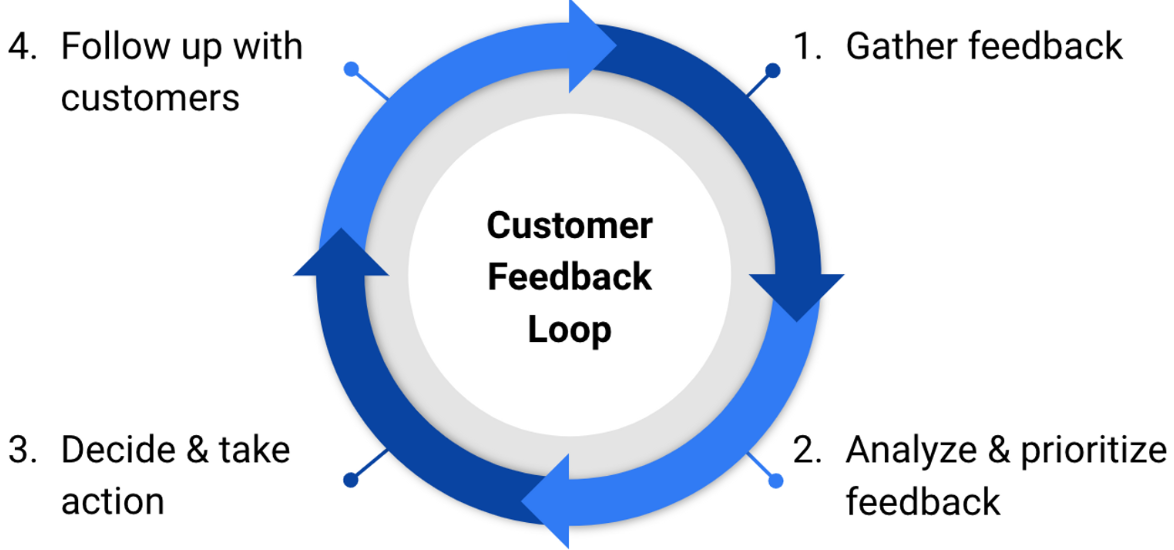 1. Gather feedback
2. Analyze & prioritize
feedback
3. Decide & take
action
4. Follow up with
customers
Customer
Feedback
Loop